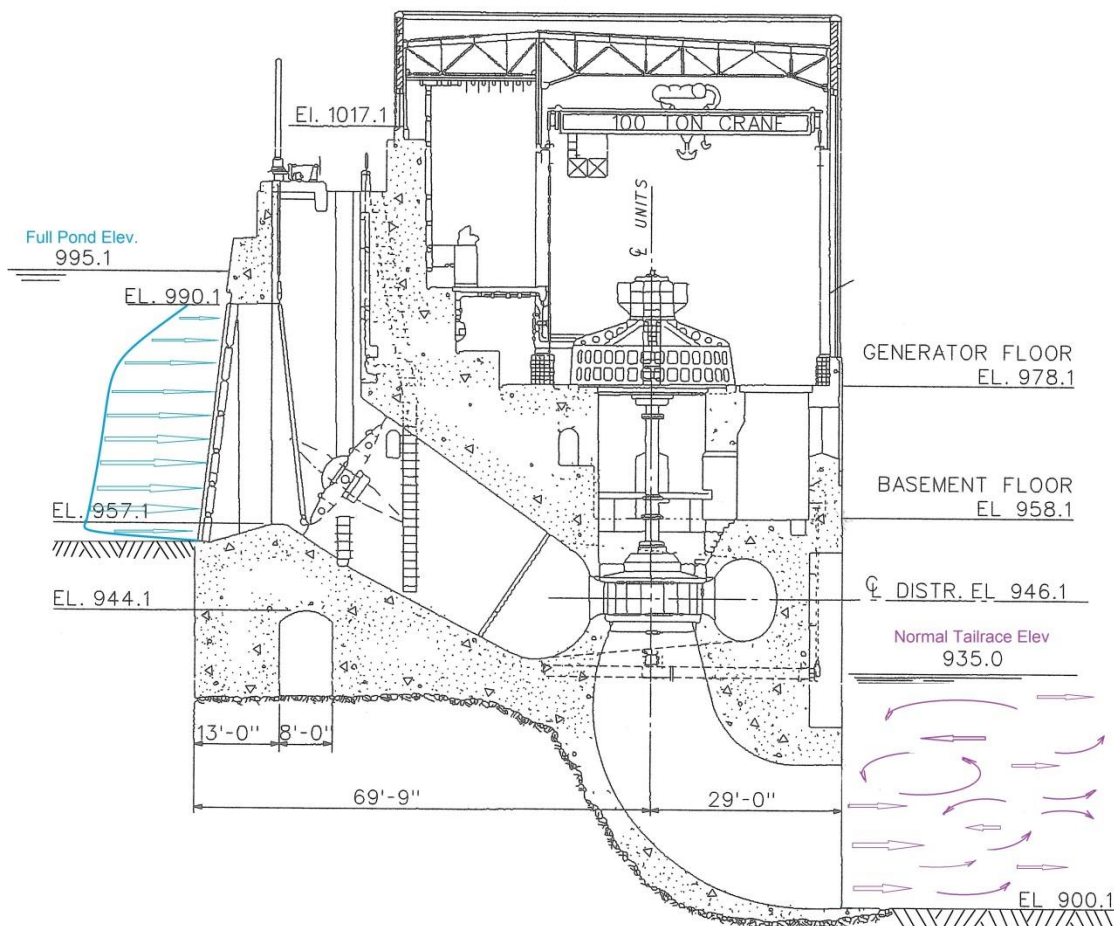 El. 1017.1
100 TON CRANE
℄ UNITS
Full Pond Elev.
995.1
EL. 990.1
GENERATOR FLOOR
EL. 978.1
BASEMENT FLOOR
EL 958.1
EL. 957.1
℄ DISTR. EL 946.1
EL. 944.1
Normal Tailrace Elev
935.0
13'-0"
8'-0"
69'-9"
29'-0"
EL 900.1